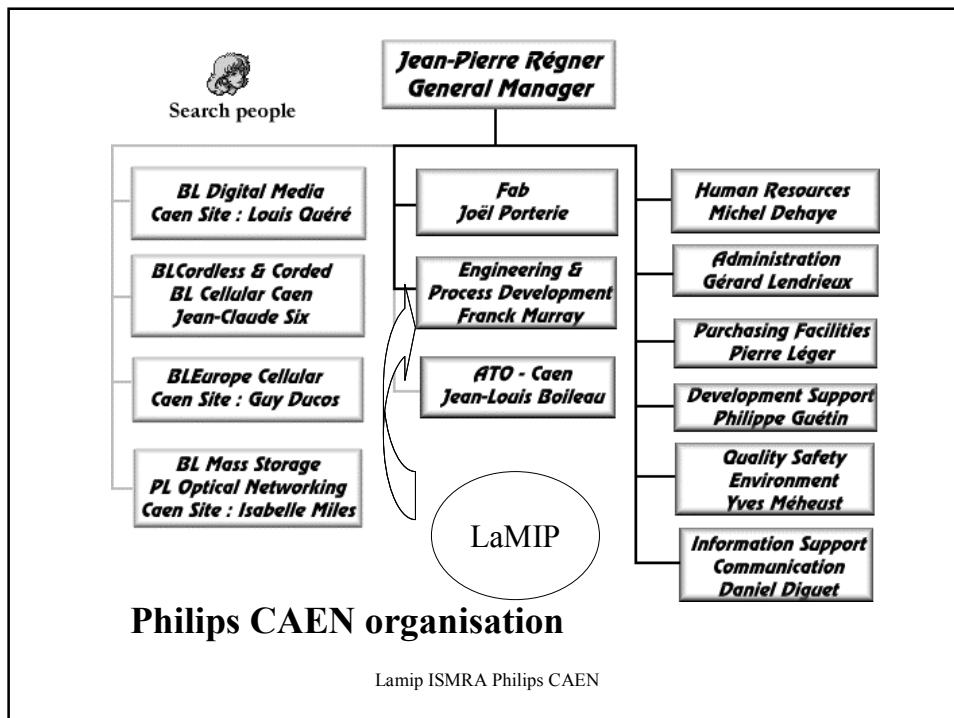 Jean-Pierre Régner
General Manager
Search people
BL Digital Media
Caen Site : Louis Quéré
BLCordless & Corded
BL Cellular Caen
Jean-Claude Six
BLEurope Cellular
Caen Site : Guy Ducos
BL Mass Storage
PL Optical Networking
Caen Site : Isabelle Miles
Fab
Joël Porterie
Engineering &
Process Development
Franck Murray
ATO - Caen
Jean-Louis Boileau
LaMIP
Human Resources
Michel Dehaye
Administration
Gérard Lendrieux
Purchasing Facilities
Pierre Léger
Development Support
Philippe Guétin
Quality Safety
Environment
Yves Méheust
Information Support
Communication
Daniel Diguet
Philips CAEN organisation
Lamip ISMRA Philips CAEN